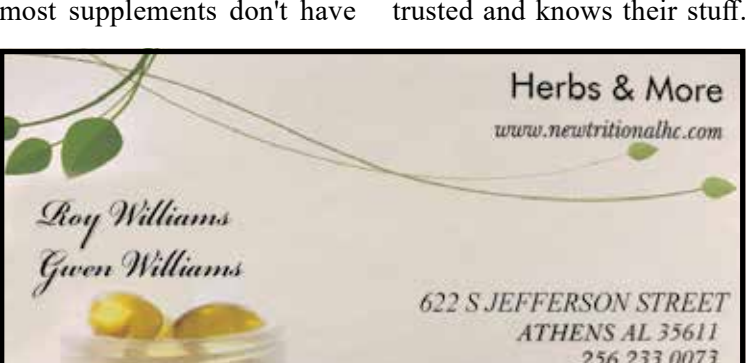 most supplements don't have
trusted and knows their stuff.
Herbs & More
www.newtritionalhc.com
Roy Williams
Gwen Williams
622 S JEFFERSON STREET
ATHENS AL 35611
256 233 0073